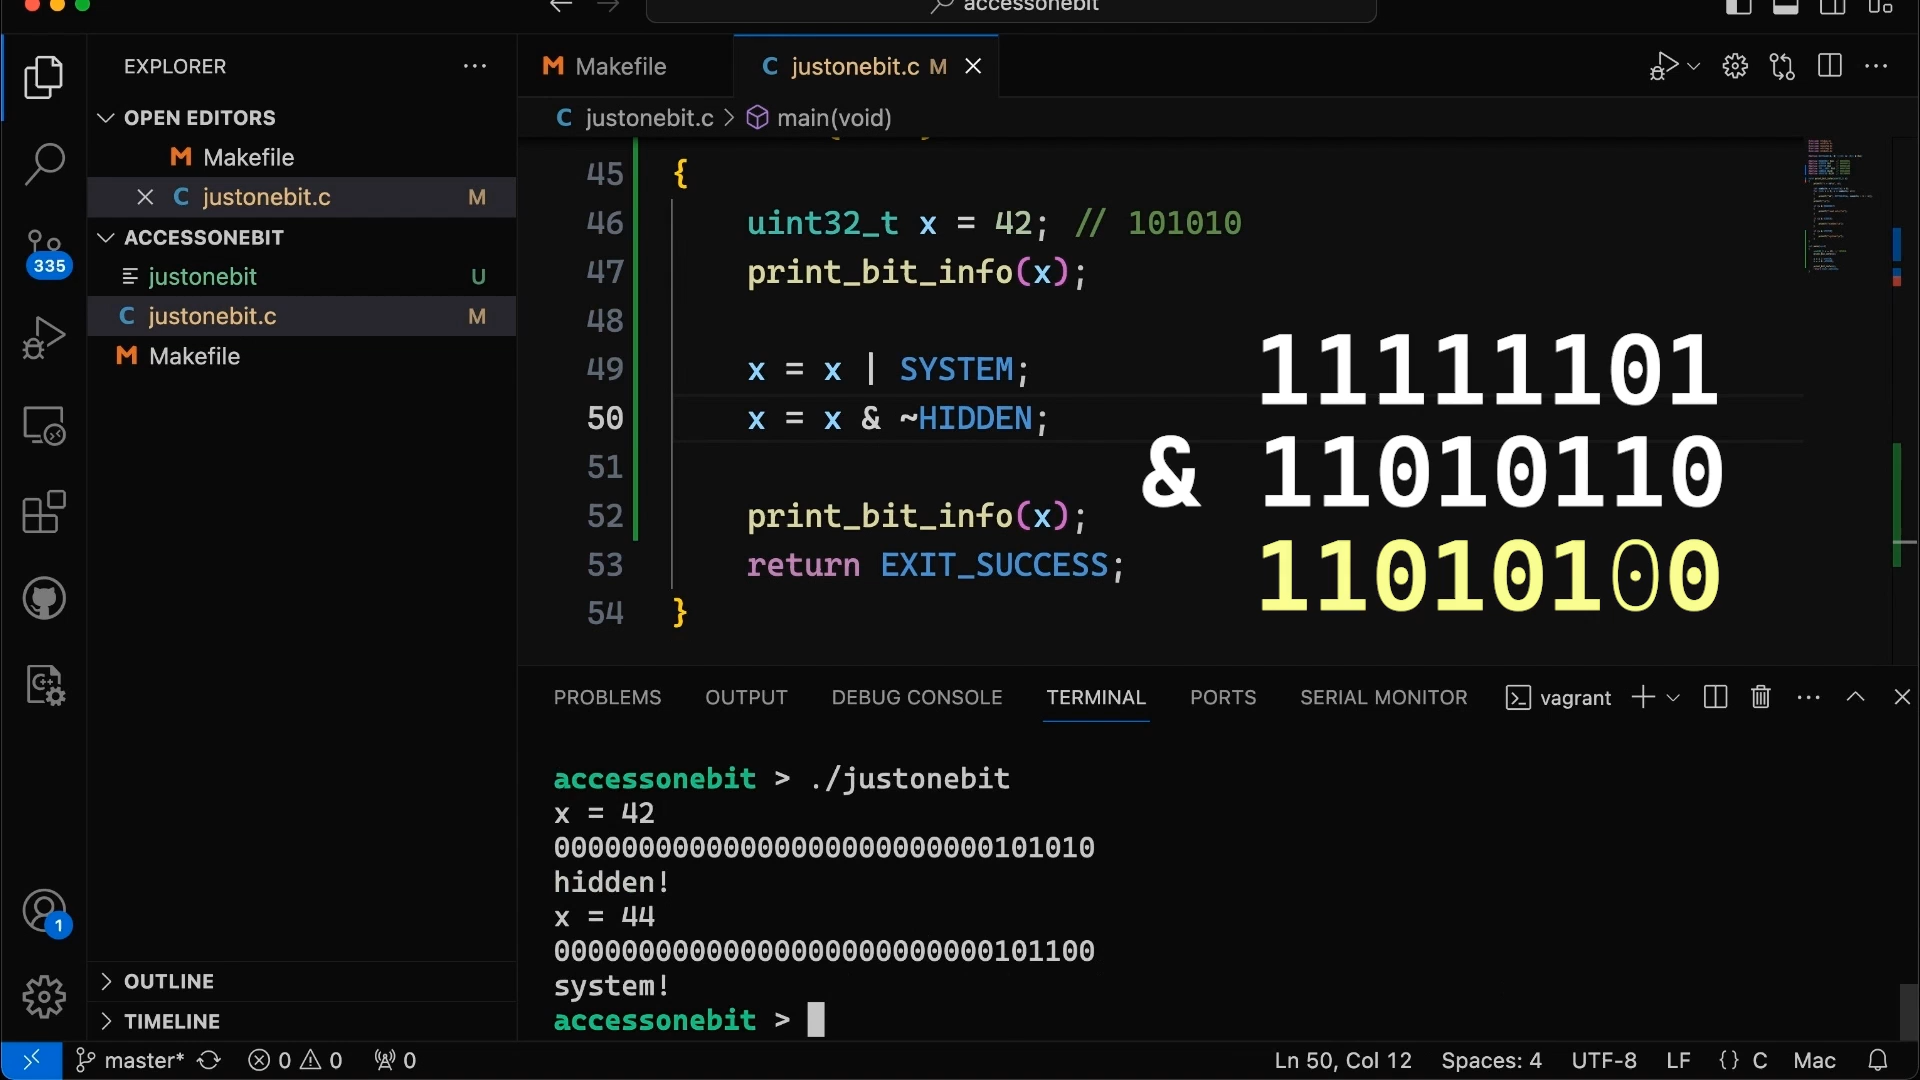 accessonebit
EXPLORER
OPEN EDITORS
M Makefile
C justonebit.c M
ACCESSONEBIT
justonebit U
C justonebit.c M
M Makefile
OUTLINE
TIMELINE
335
1
M Makefile
C justonebit.c M
C justonebit.c > main(void)
45 {
46 uint32_t x = 42; // 101010
47 print_bit_info(x);
48
49 x = x | SYSTEM;
50 x = x & ~HIDDEN;
51
52 print_bit_info(x);
53 return EXIT_SUCCESS;
54 }
11111101
& 11010110
11010100
PROBLEMS OUTPUT DEBUG CONSOLE TERMINAL PORTS SERIAL MONITOR vagrant
accessonebit > ./justonebit
x = 42
00000000000000000000000000101010
hidden!
x = 44
00000000000000000000000000101100
system!
accessonebit >
master* 0 0 0 Ln 50, Col 12 Spaces: 4 UTF-8 LF {} C Mac